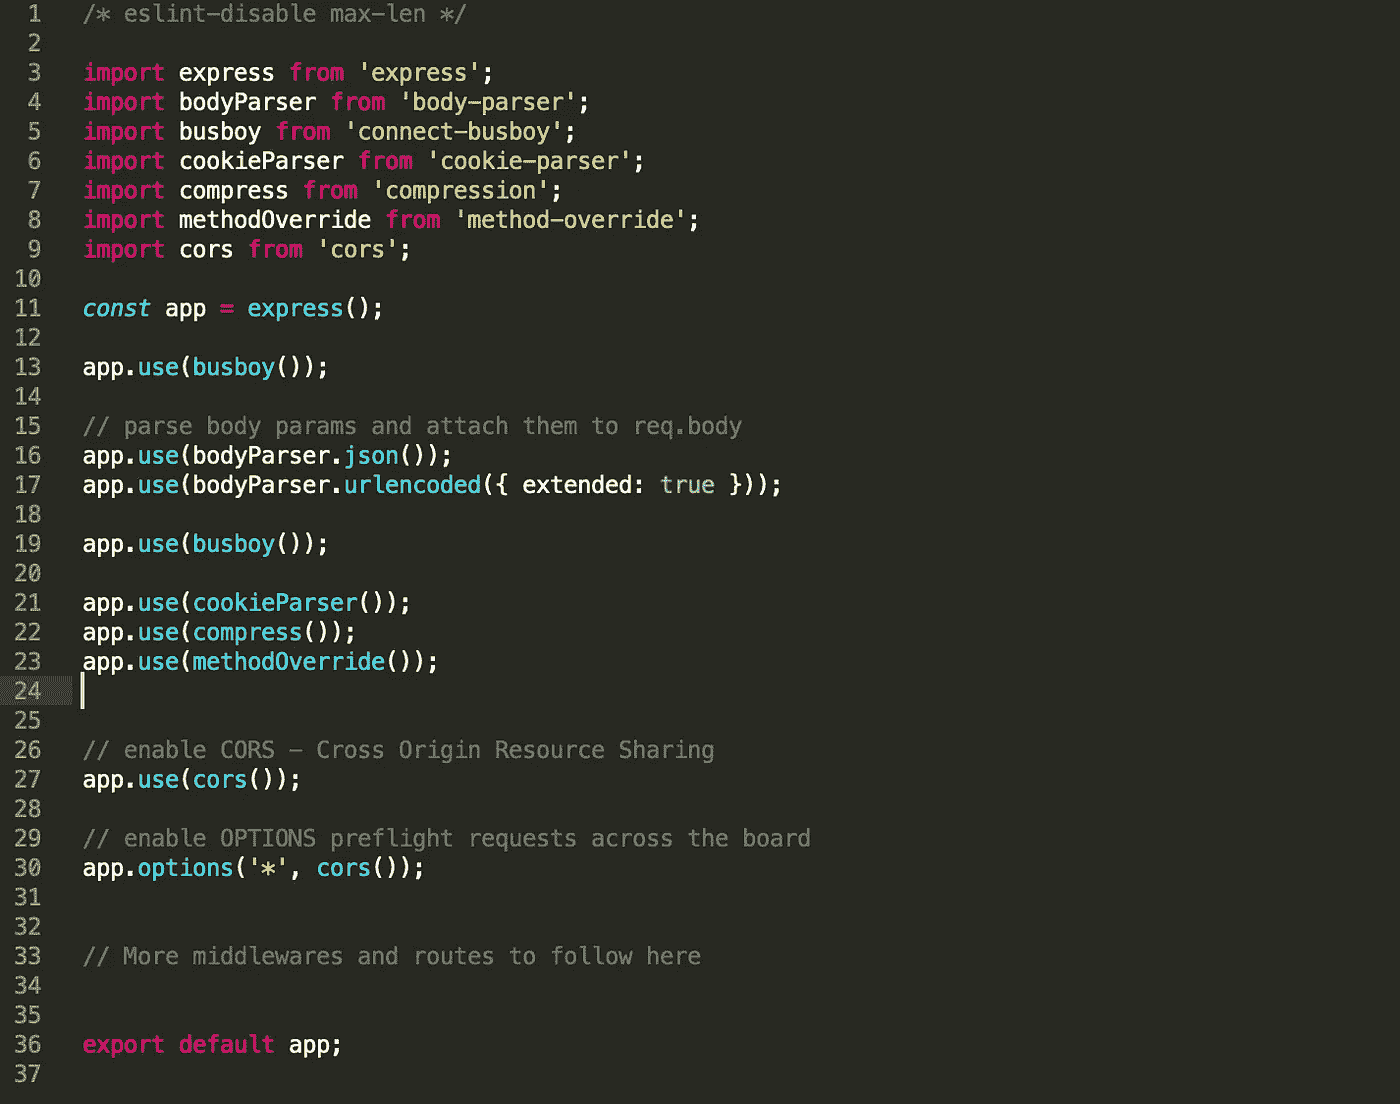 1 /* eslint-disable max-len */
2
3 import express from 'express';
4 import bodyParser from 'body-parser';
5 import busboy from 'connect-busboy';
6 import cookieParser from 'cookie-parser';
7 import compress from 'compression';
8 import methodOverride from 'method-override';
9 import cors from 'cors';
10
11 const app = express();
12
13 app.use(busboy());
14
15 // parse body params and attach them to req.body
16 app.use(bodyParser.json());
17 app.use(bodyParser.urlencoded({ extended: true }));
18
19 app.use(busboy());
20
21 app.use(cookieParser());
22 app.use(compress());
23 app.use(methodOverride());
24
25
26 // enable CORS – Cross Origin Resource Sharing
27 app.use(cors());
28
29 // enable OPTIONS preflight requests across the board
30 app.options('*', cors());
31
32
33 // More middlewares and routes to follow here
34
35
36 export default app;
37